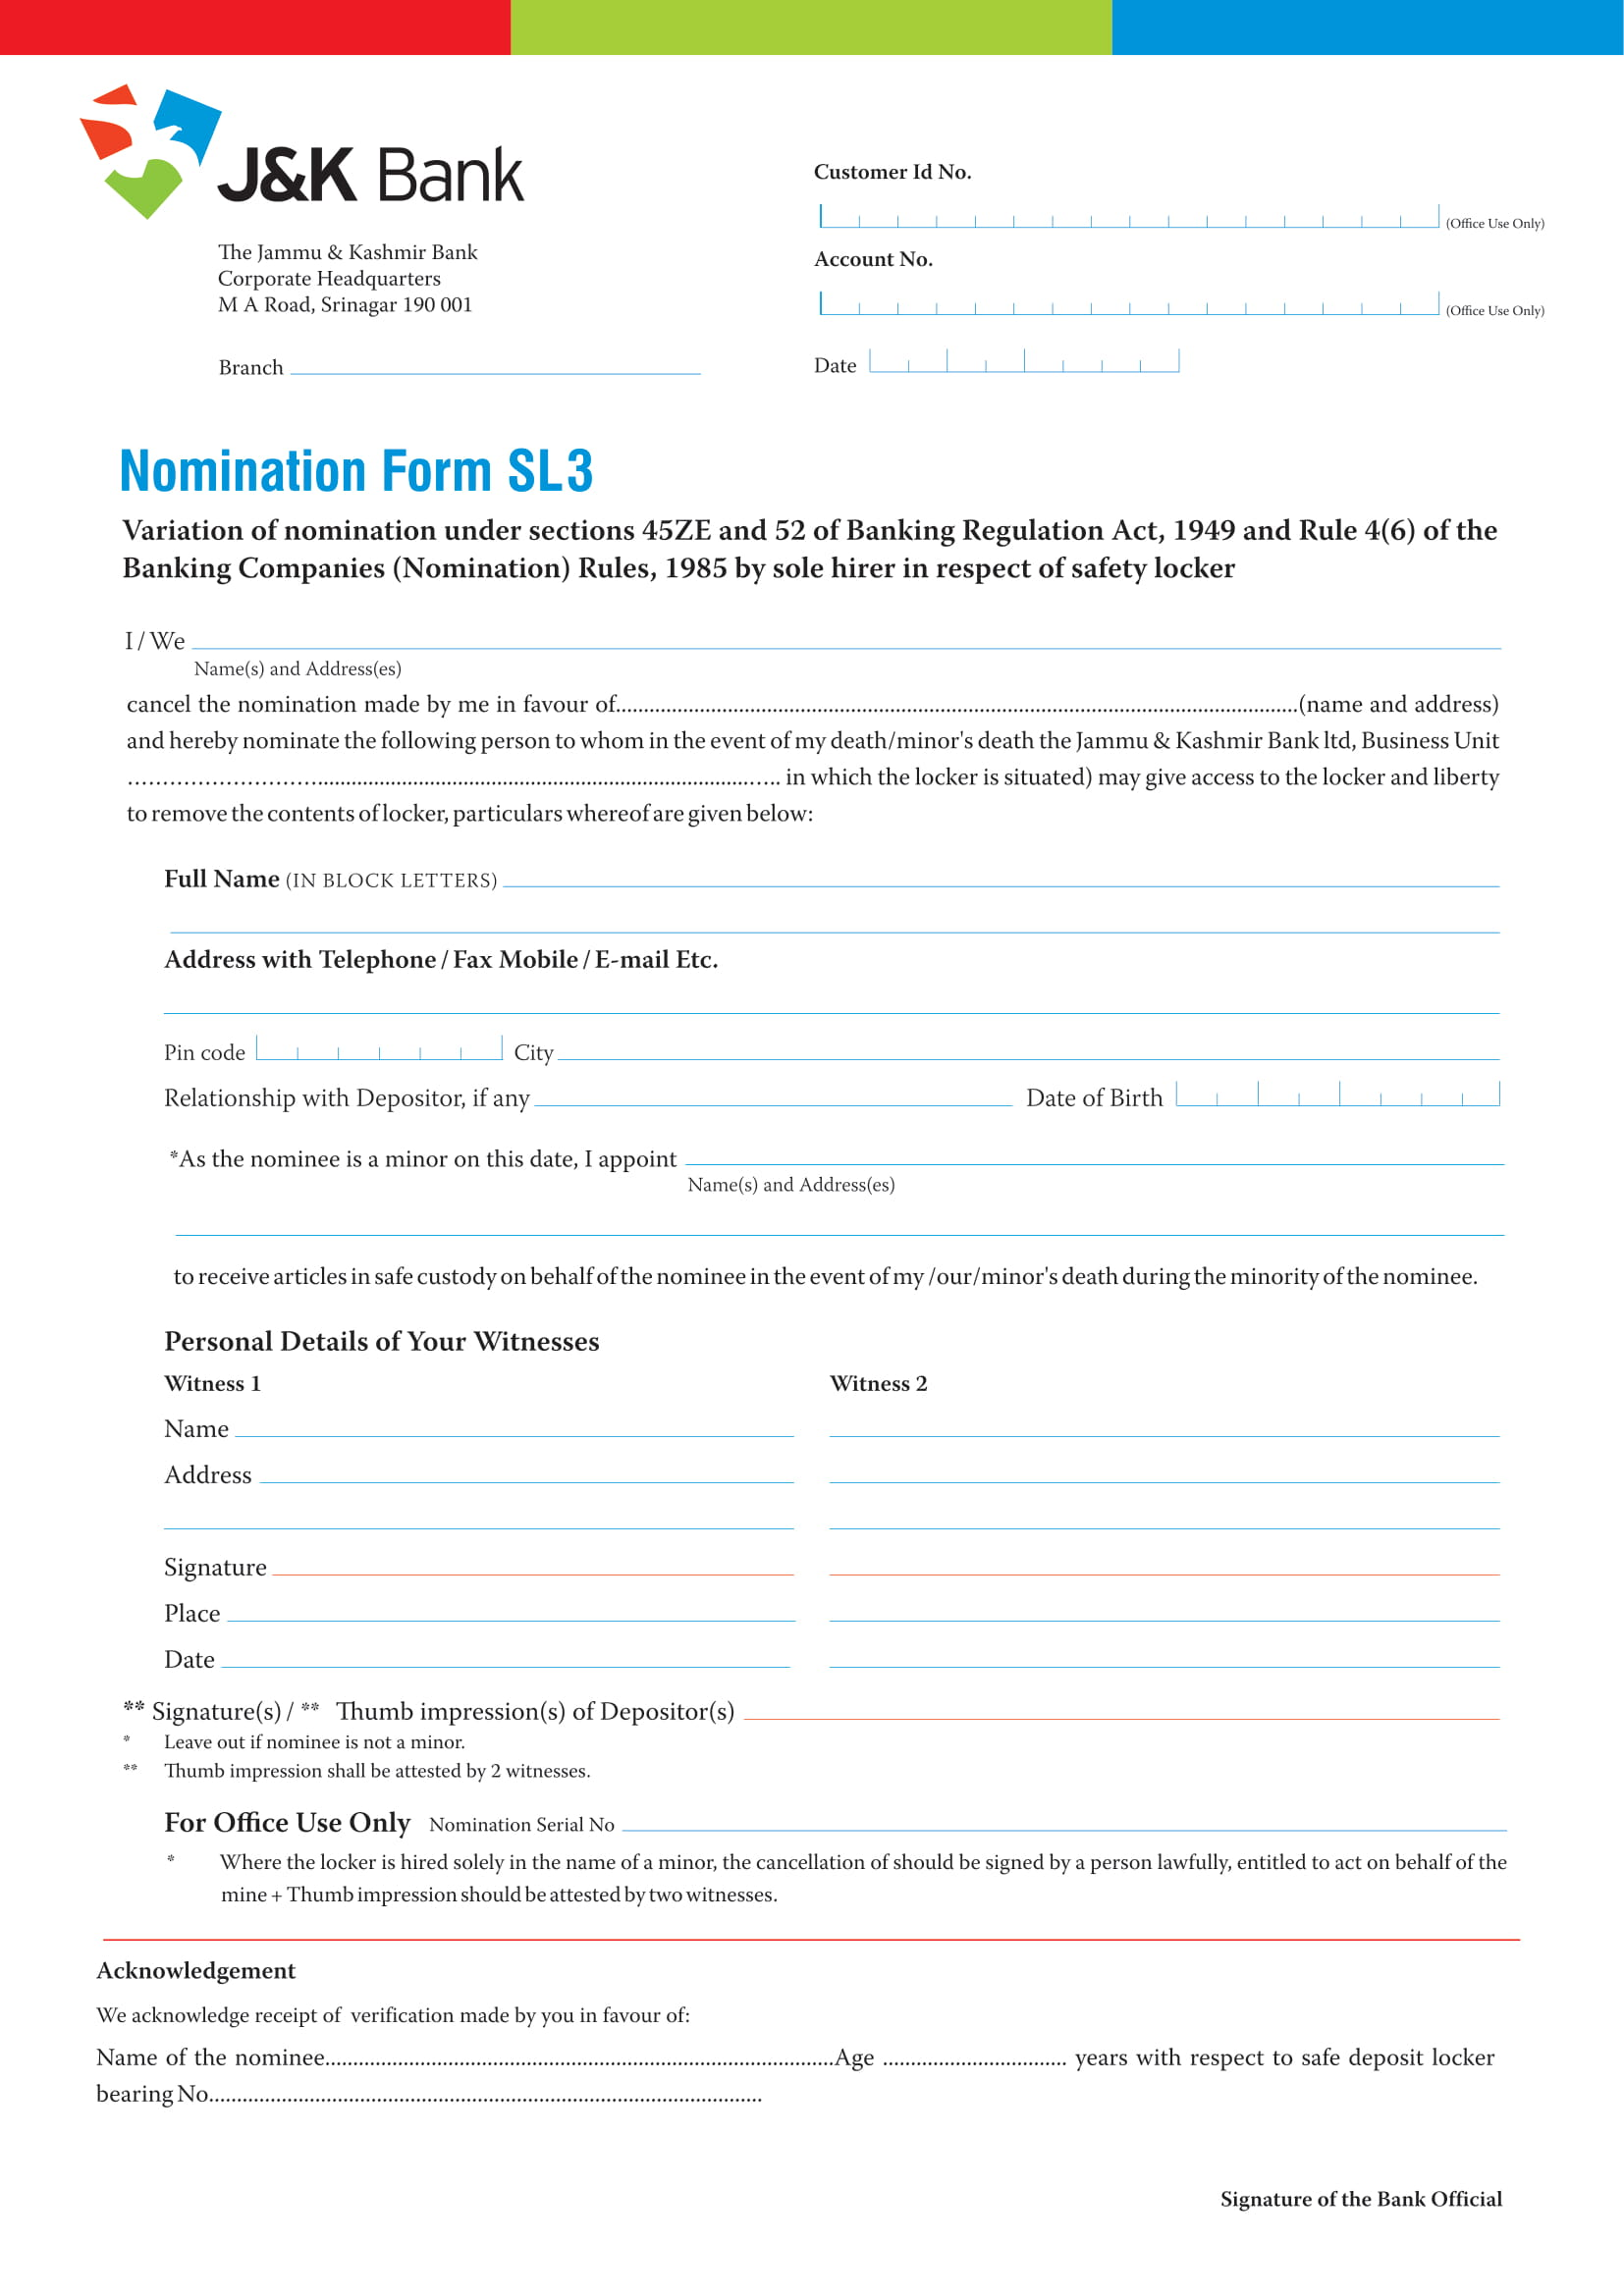 J&K Bank
The Jammu & Kashmir Bank
Corporate Headquarters
M A Road, Srinagar 190 001
Branch
Customer Id No.
(Office Use Only)
Account No.
(Office Use Only)
Date
Nomination Form SL3
Variation of nomination under sections 45ZE and 52 of Banking Regulation Act, 1949 and Rule 4(6) of the
Banking Companies (Nomination) Rules, 1985 by sole hirer in respect of safety locker
I / We
Name(s) and Address(es)
cancel the nomination made by me in favour of..........................................................................................................................(name and address)
and hereby nominate the following person to whom in the event of my death/minor's death the Jammu & Kashmir Bank ltd, Business Unit
……………………….............................................................................….. in which the locker is situated) may give access to the locker and liberty
to remove the contents of locker, particulars whereof are given below:
Full Name (IN BLOCK LETTERS)
Address with Telephone / Fax Mobile / E-mail Etc.
Pin code City
Relationship with Depositor, if any Date of Birth
*As the nominee is a minor on this date, I appoint
Name(s) and Address(es)
to receive articles in safe custody on behalf of the nominee in the event of my /our/minor's death during the minority of the nominee.
Personal Details of Your Witnesses
Witness 1 Witness 2
Name
Address
Signature
Place
Date
** Signature(s) / ** Thumb impression(s) of Depositor(s)
* Leave out if nominee is not a minor.
** Thumb impression shall be attested by 2 witnesses.
For Office Use Only Nomination Serial No
* Where the locker is hired solely in the name of a minor, the cancellation of should be signed by a person lawfully, entitled to act on behalf of the
mine + Thumb impression should be attested by two witnesses.
Acknowledgement
We acknowledge receipt of verification made by you in favour of:
Name of the nominee...........................................................................................Age ................................. years with respect to safe deposit locker
bearing No...................................................................................................
Signature of the Bank Official